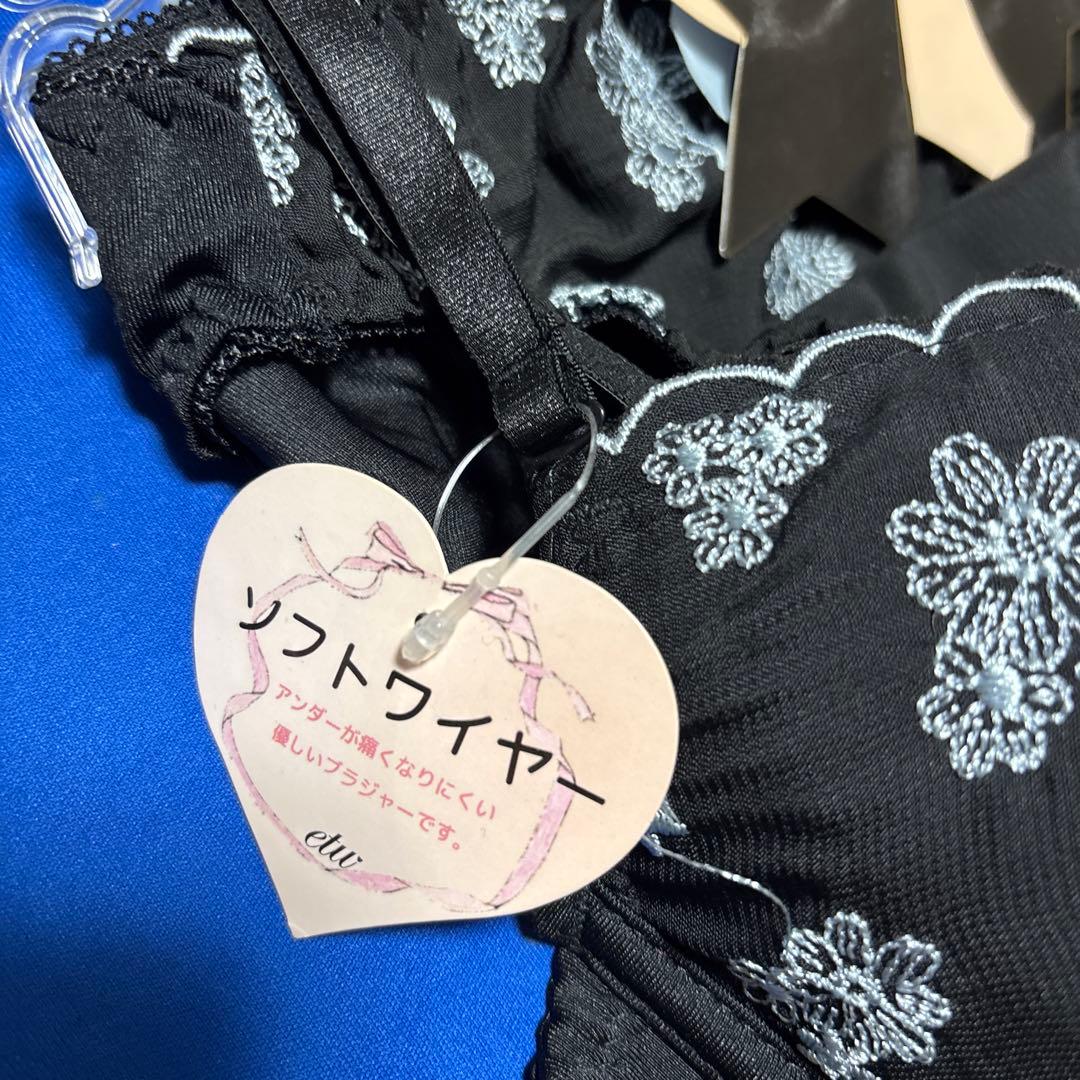 ソフトワイヤー
アンダーが痛くなりにくい
優しいブラジャーです。
etw